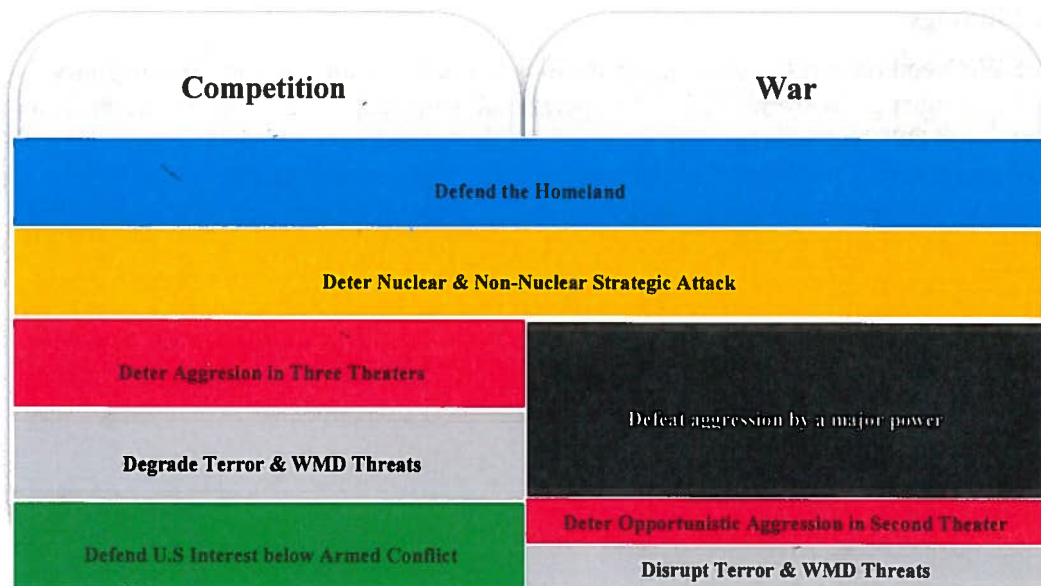 Competition
War
Defend the Homeland
Deter Nuclear & Non-Nuclear Strategic Attack
Deter Aggresion in Three Theaters
Defeat aggression by a major power
Degrade Terror & WMD Threats
Deter Opportunistic Aggression in Second Theater
Defend U.S Interest below Armed Conflict
Disrupt Terror & WMD Threats